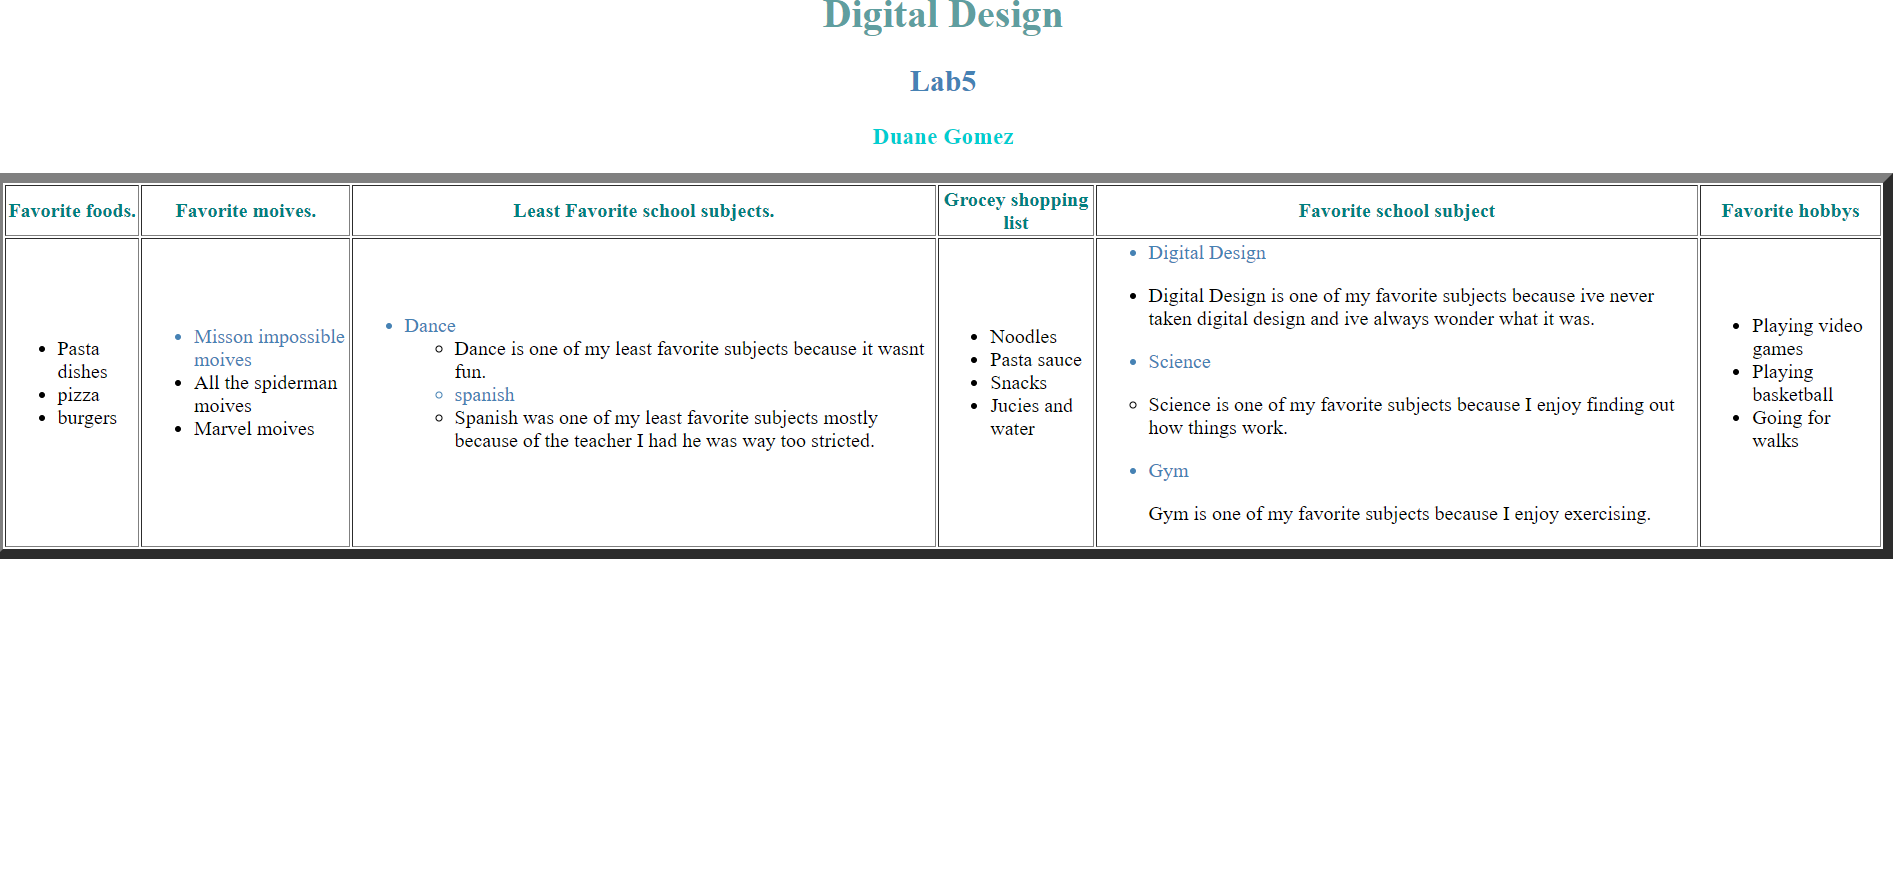 Digital Design
Lab5
Duane Gomez
Favorite foods.
Favorite moives.
Least Favorite school subjects.
Grocey shopping
list
Favorite school subject
Favorite hobbys
Pasta
dishes
pizza
burgers
Misson impossible
moives
All the spiderman
moives
Marvel moives
Dance
Dance is one of my least favorite subjects because it wasnt
fun.
spanish
Spanish was one of my least favorite subjects mostly
because of the teacher I had he was way too stricted.
Noodles
Pasta sauce
Snacks
Jucies and
water
Digital Design
Digital Design is one of my favorite subjects because ive never
taken digital design and ive always wonder what it was.
Science
Science is one of my favorite subjects because I enjoy finding out
how things work.
Gym
Gym is one of my favorite subjects because I enjoy exercising.
Playing video
games
Playing
basketball
Going for
walks